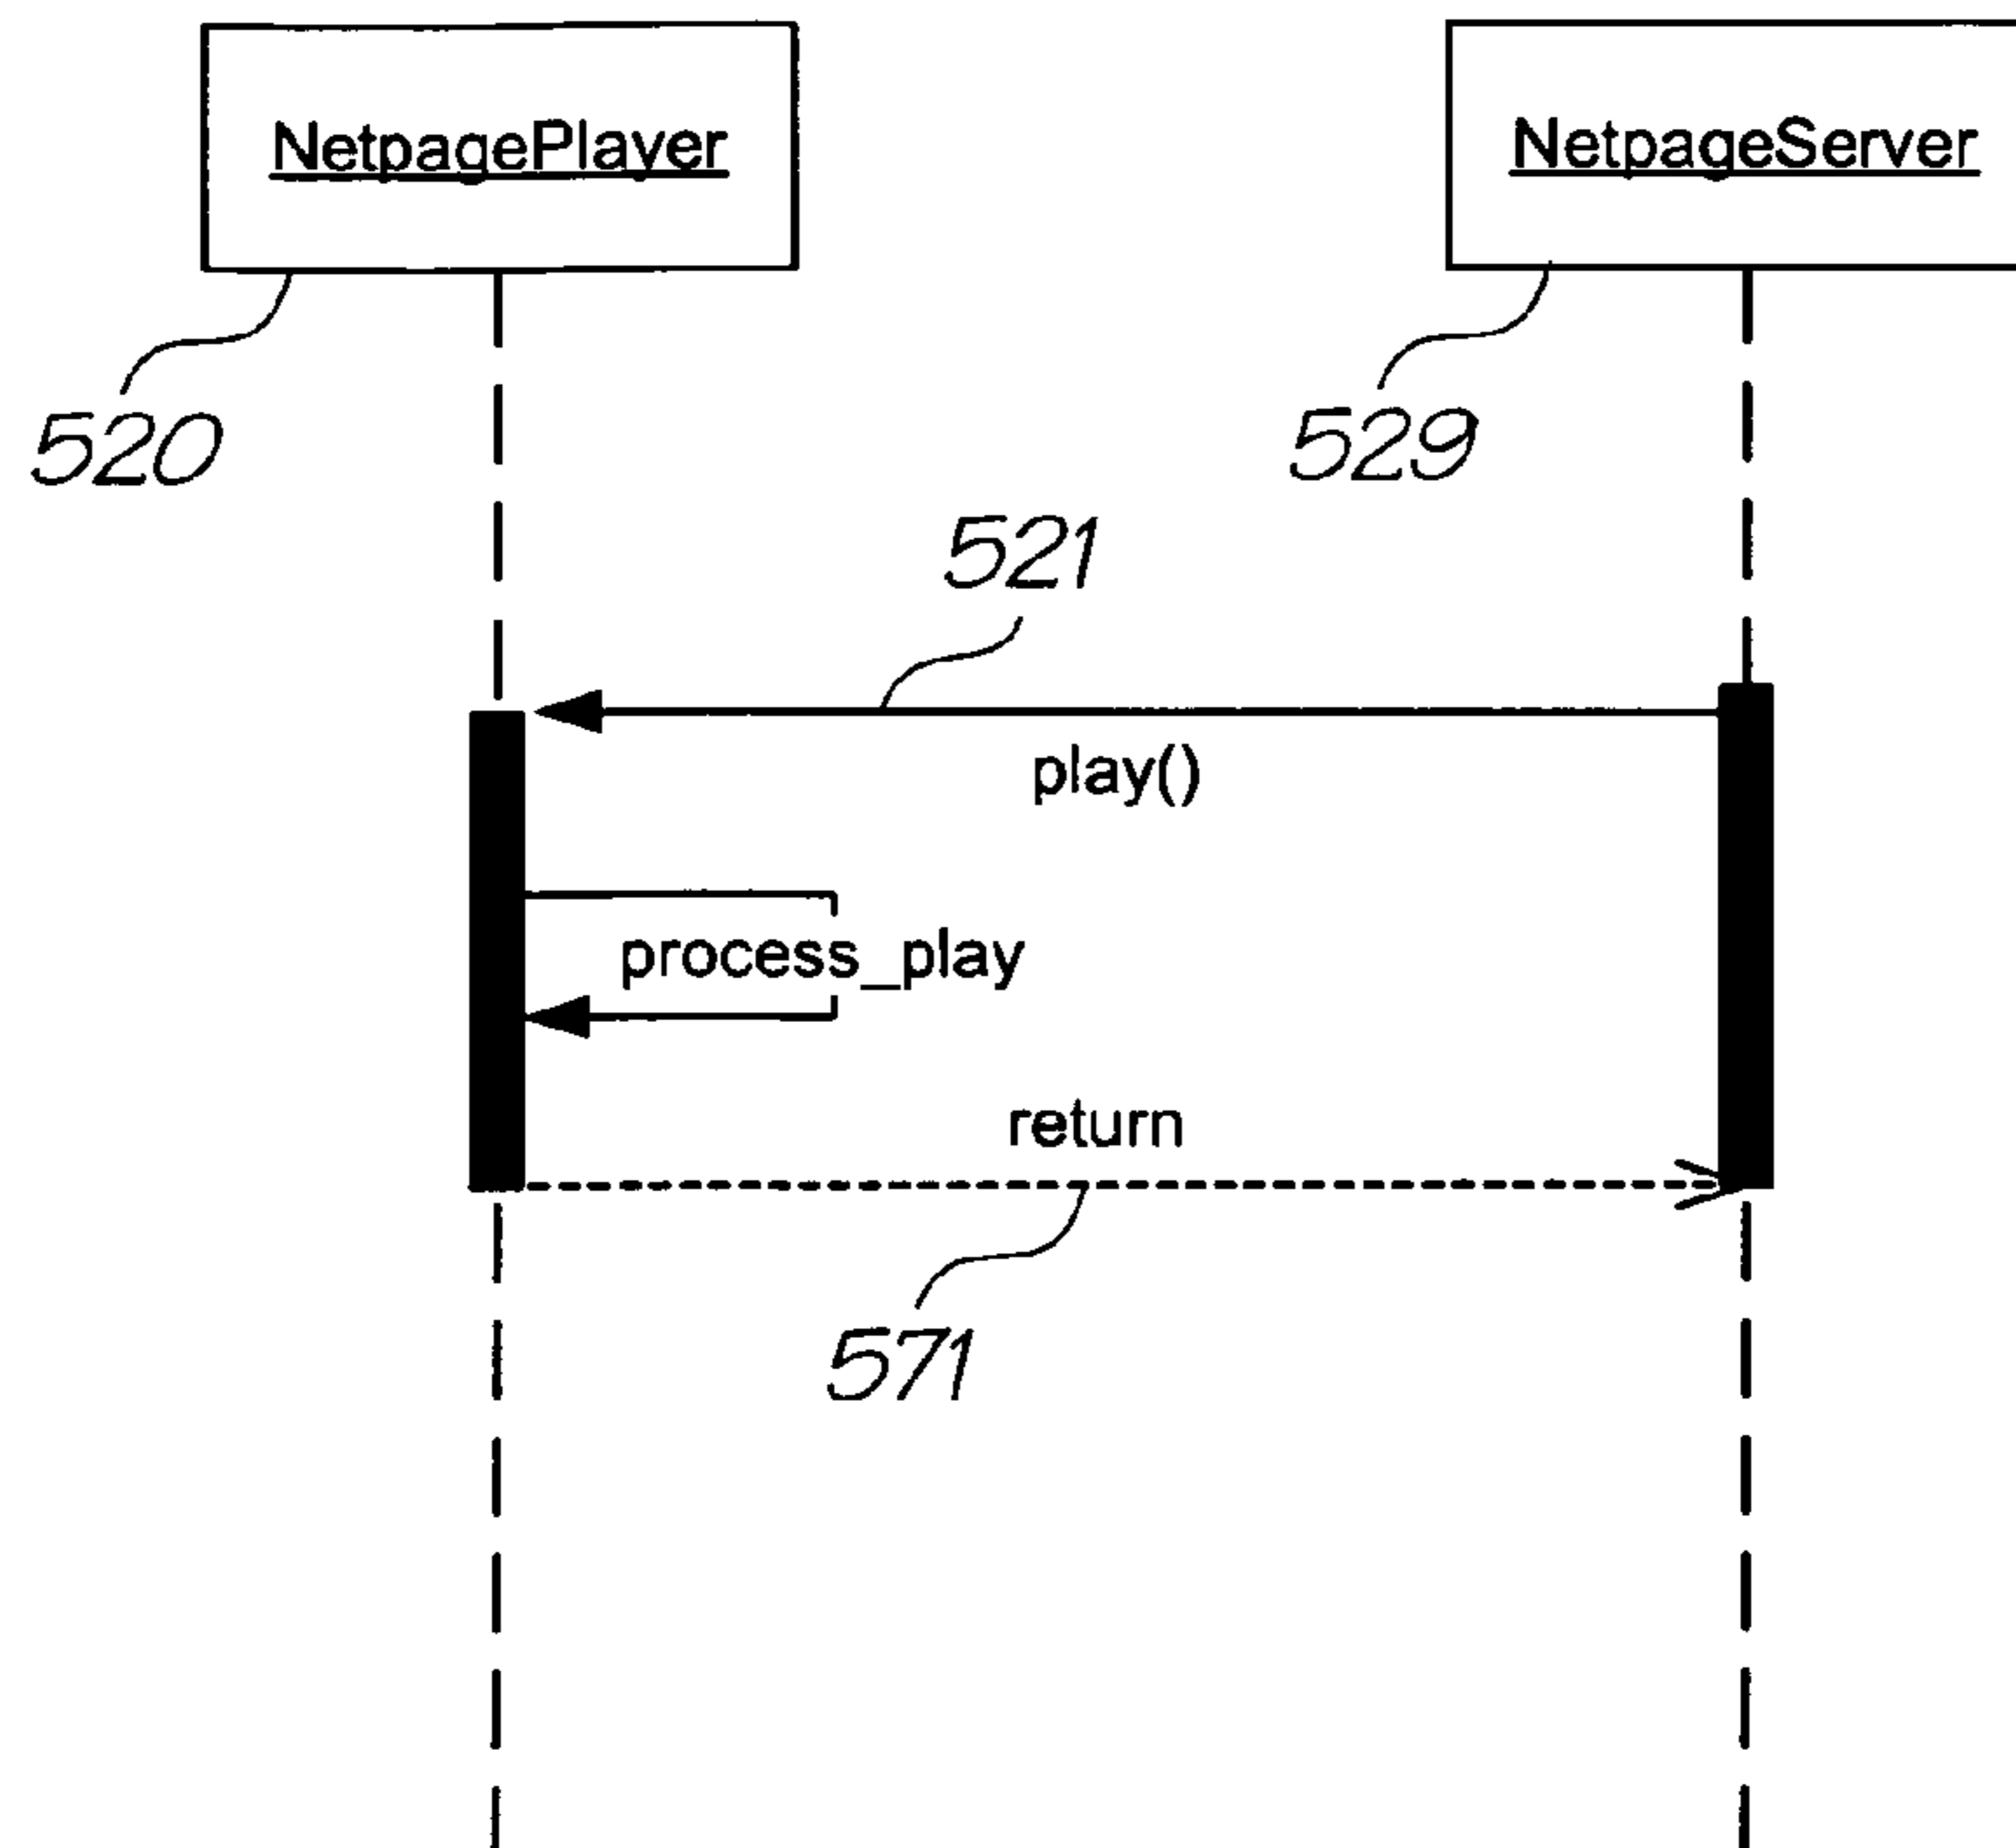 NetpagePlayer
NetpageServer
520
529
521
play()
process_play
return
571